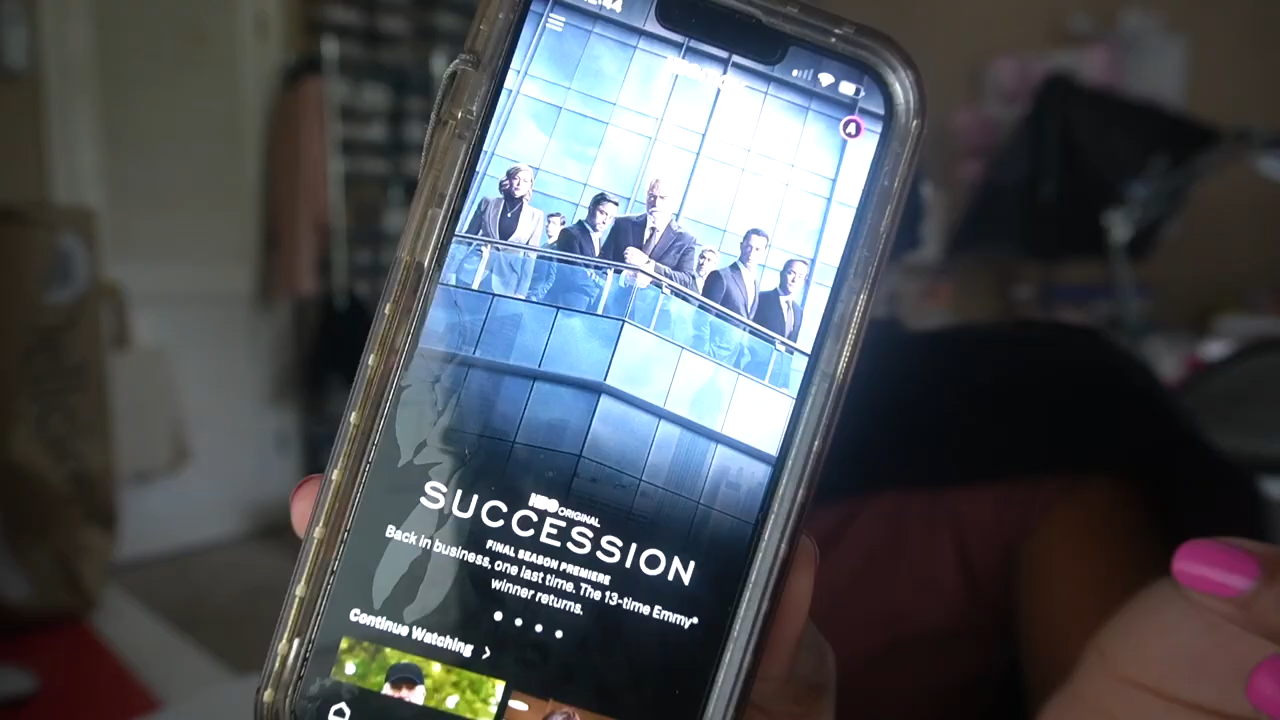 A
HBO ORIGINAL
SUCCESSION
FINAL SEASON PREMIERE
Back in business, one last time. The 13-time Emmy®
winner returns.
Continue Watching